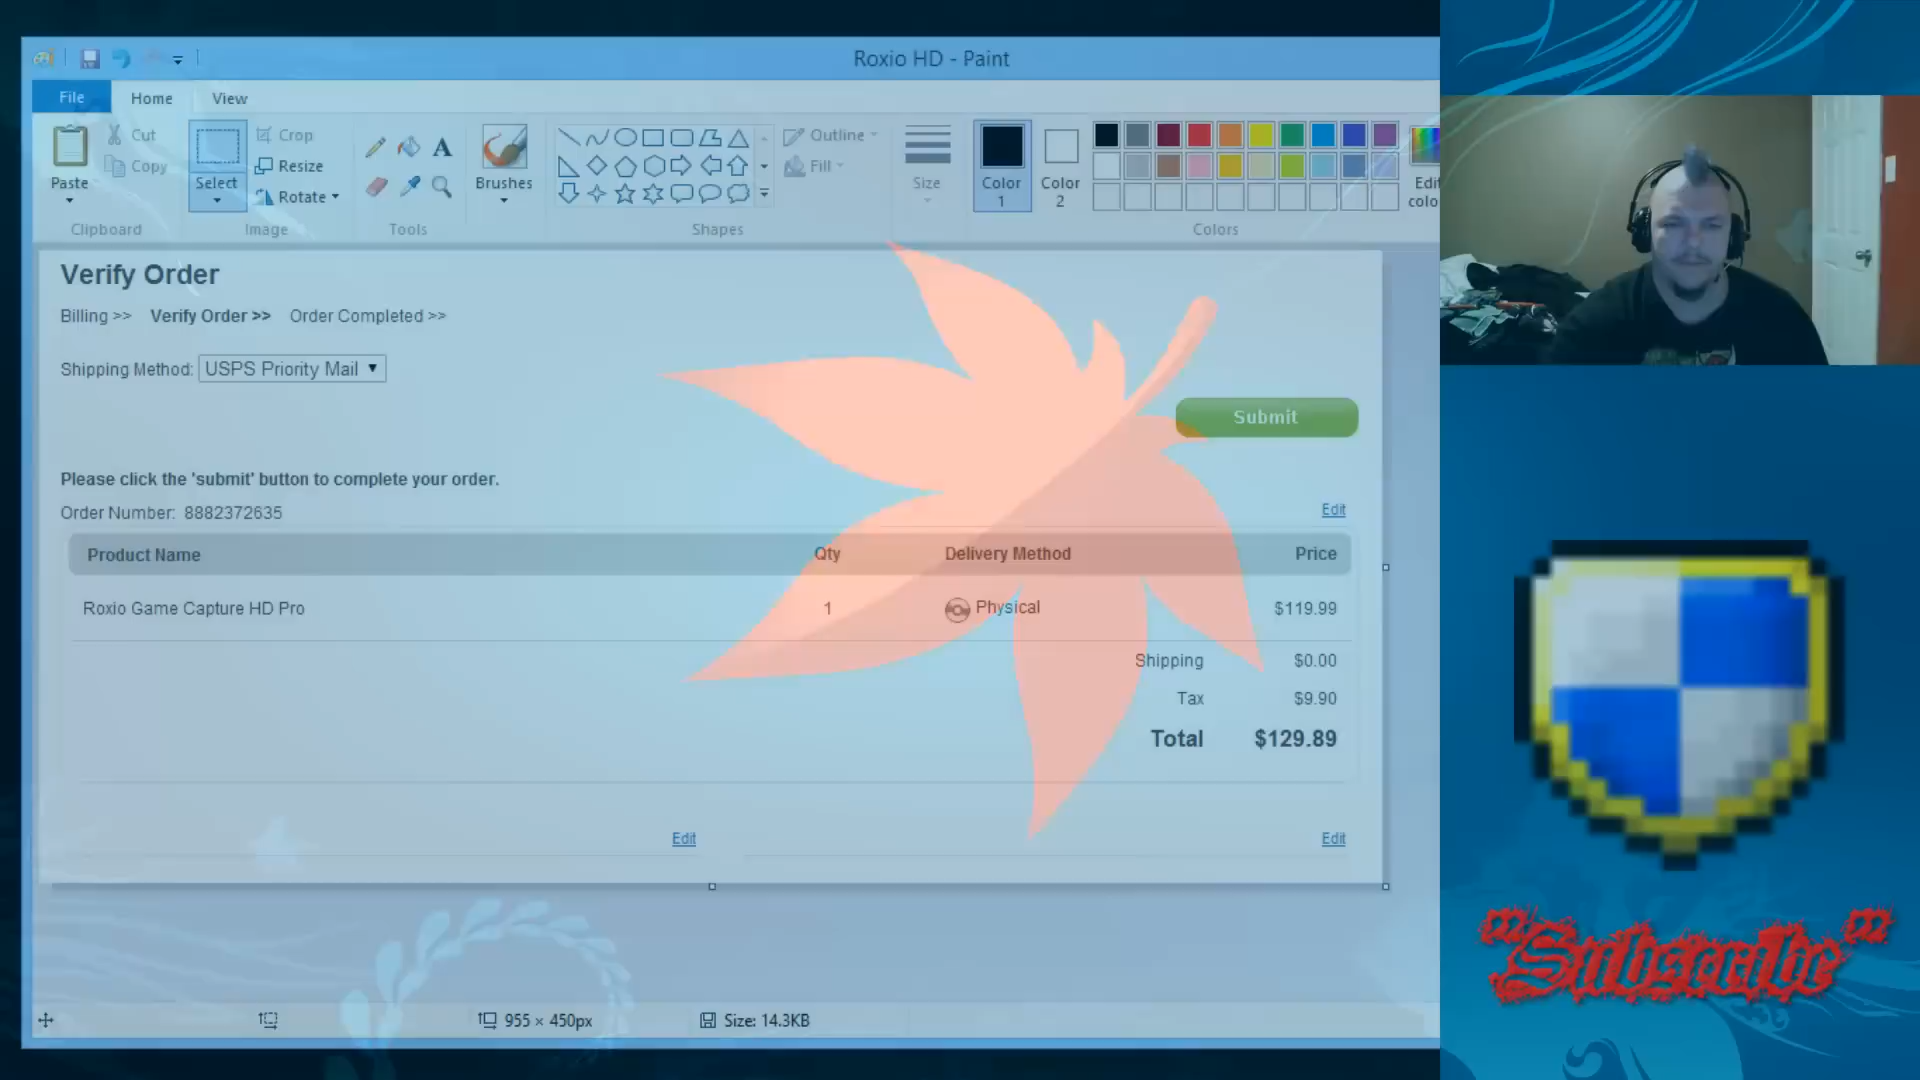 Roxio HD - Paint
File Home View
Cut
Copy
Paste
Clipboard
Select
Crop
Resize
Rotate
Image
A
Tools
Brushes
Shapes
Outline
Fill
Size
Color
1
Color
2
Colors
Edit
Verify Order
Billing >> Verify Order >> Order Completed >>
Shipping Method: USPS Priority Mail
Submit
Please click the 'submit' button to complete your order.
Order Number: 8882372635
Edit
Product Name Qty Delivery Method Price
Roxio Game Capture HD Pro 1 Physical $119.99
Shipping $0.00
Tax $9.90
Total $129.89
Edit Edit
955 × 450px
Size: 14.3KB
"Subscribe"